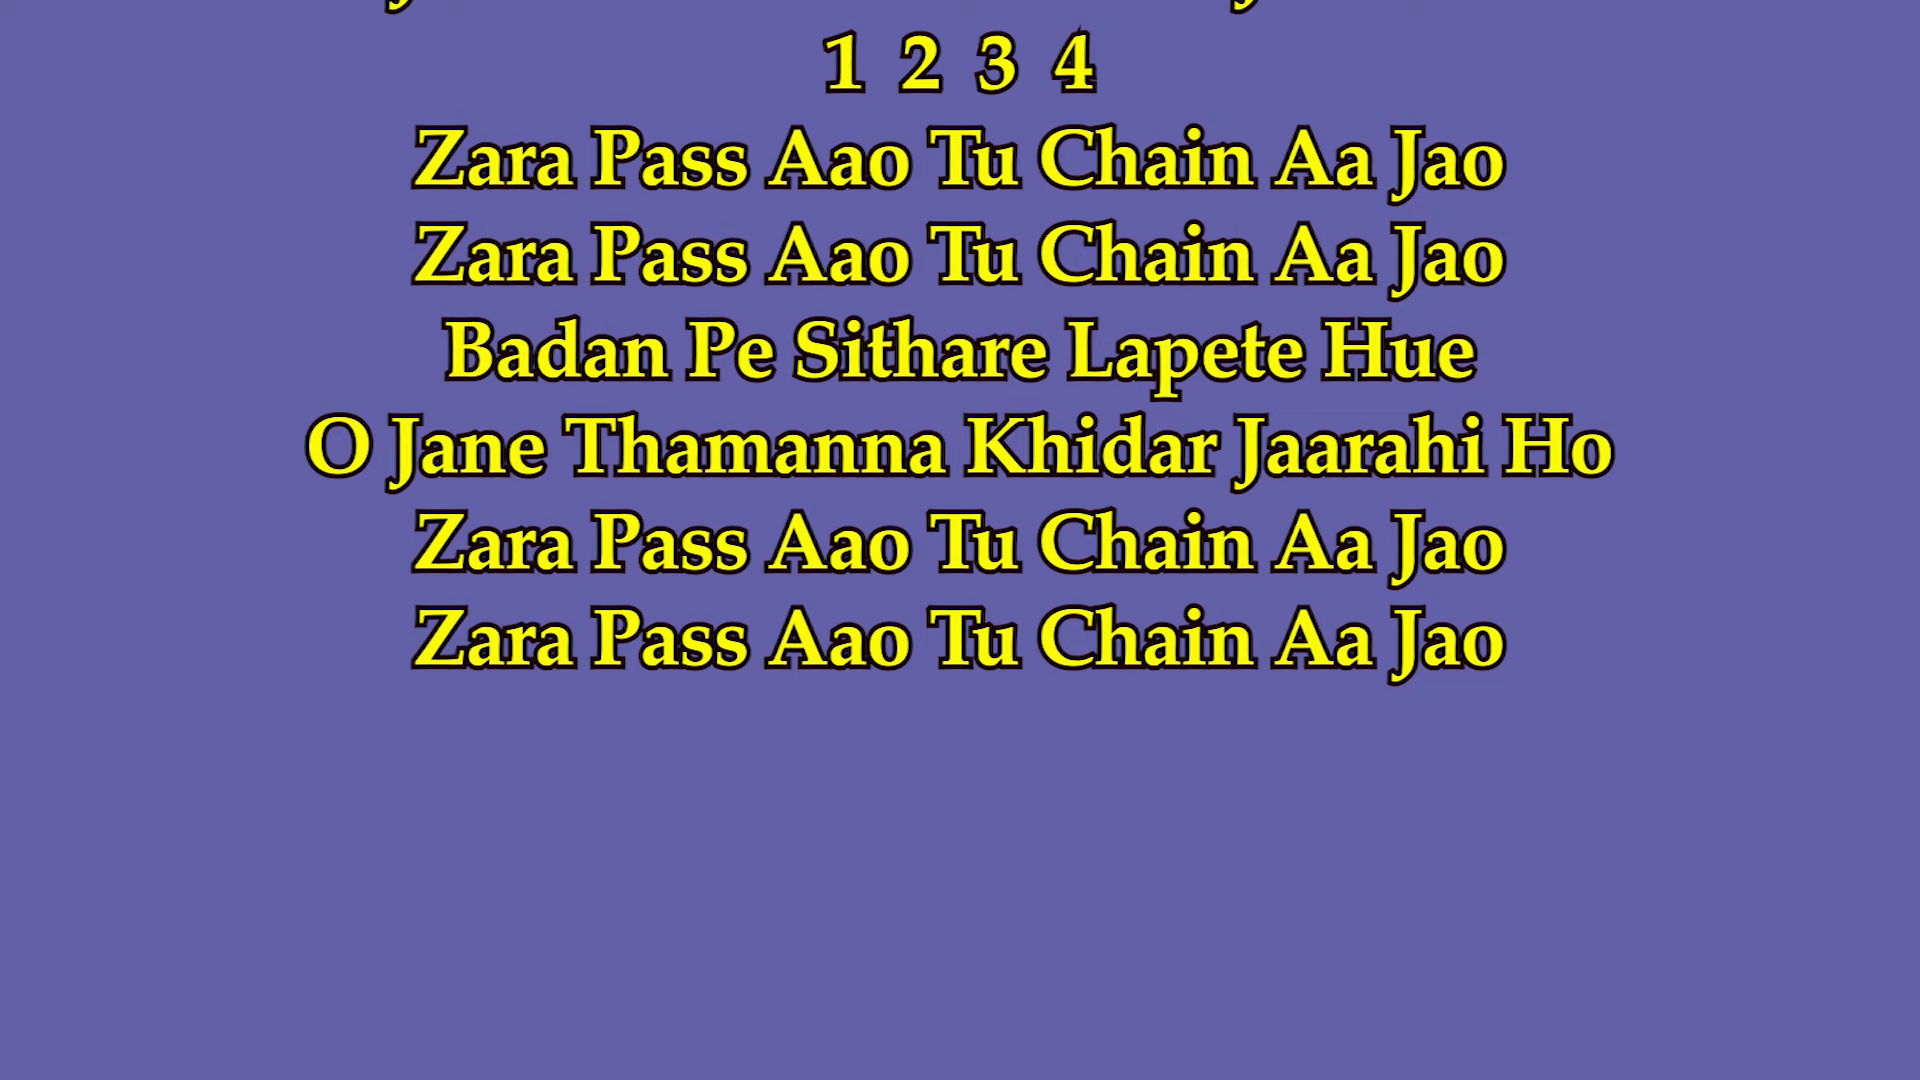 1 2 3 4
Zara Pass Aao Tu Chain Aa Jao
Zara Pass Aao Tu Chain Aa Jao
Badan Pe Sithare Lapete Hue
O Jane Thamanna Khidar Jaarahi Ho
Zara Pass Aao Tu Chain Aa Jao
Zara Pass Aao Tu Chain Aa Jao